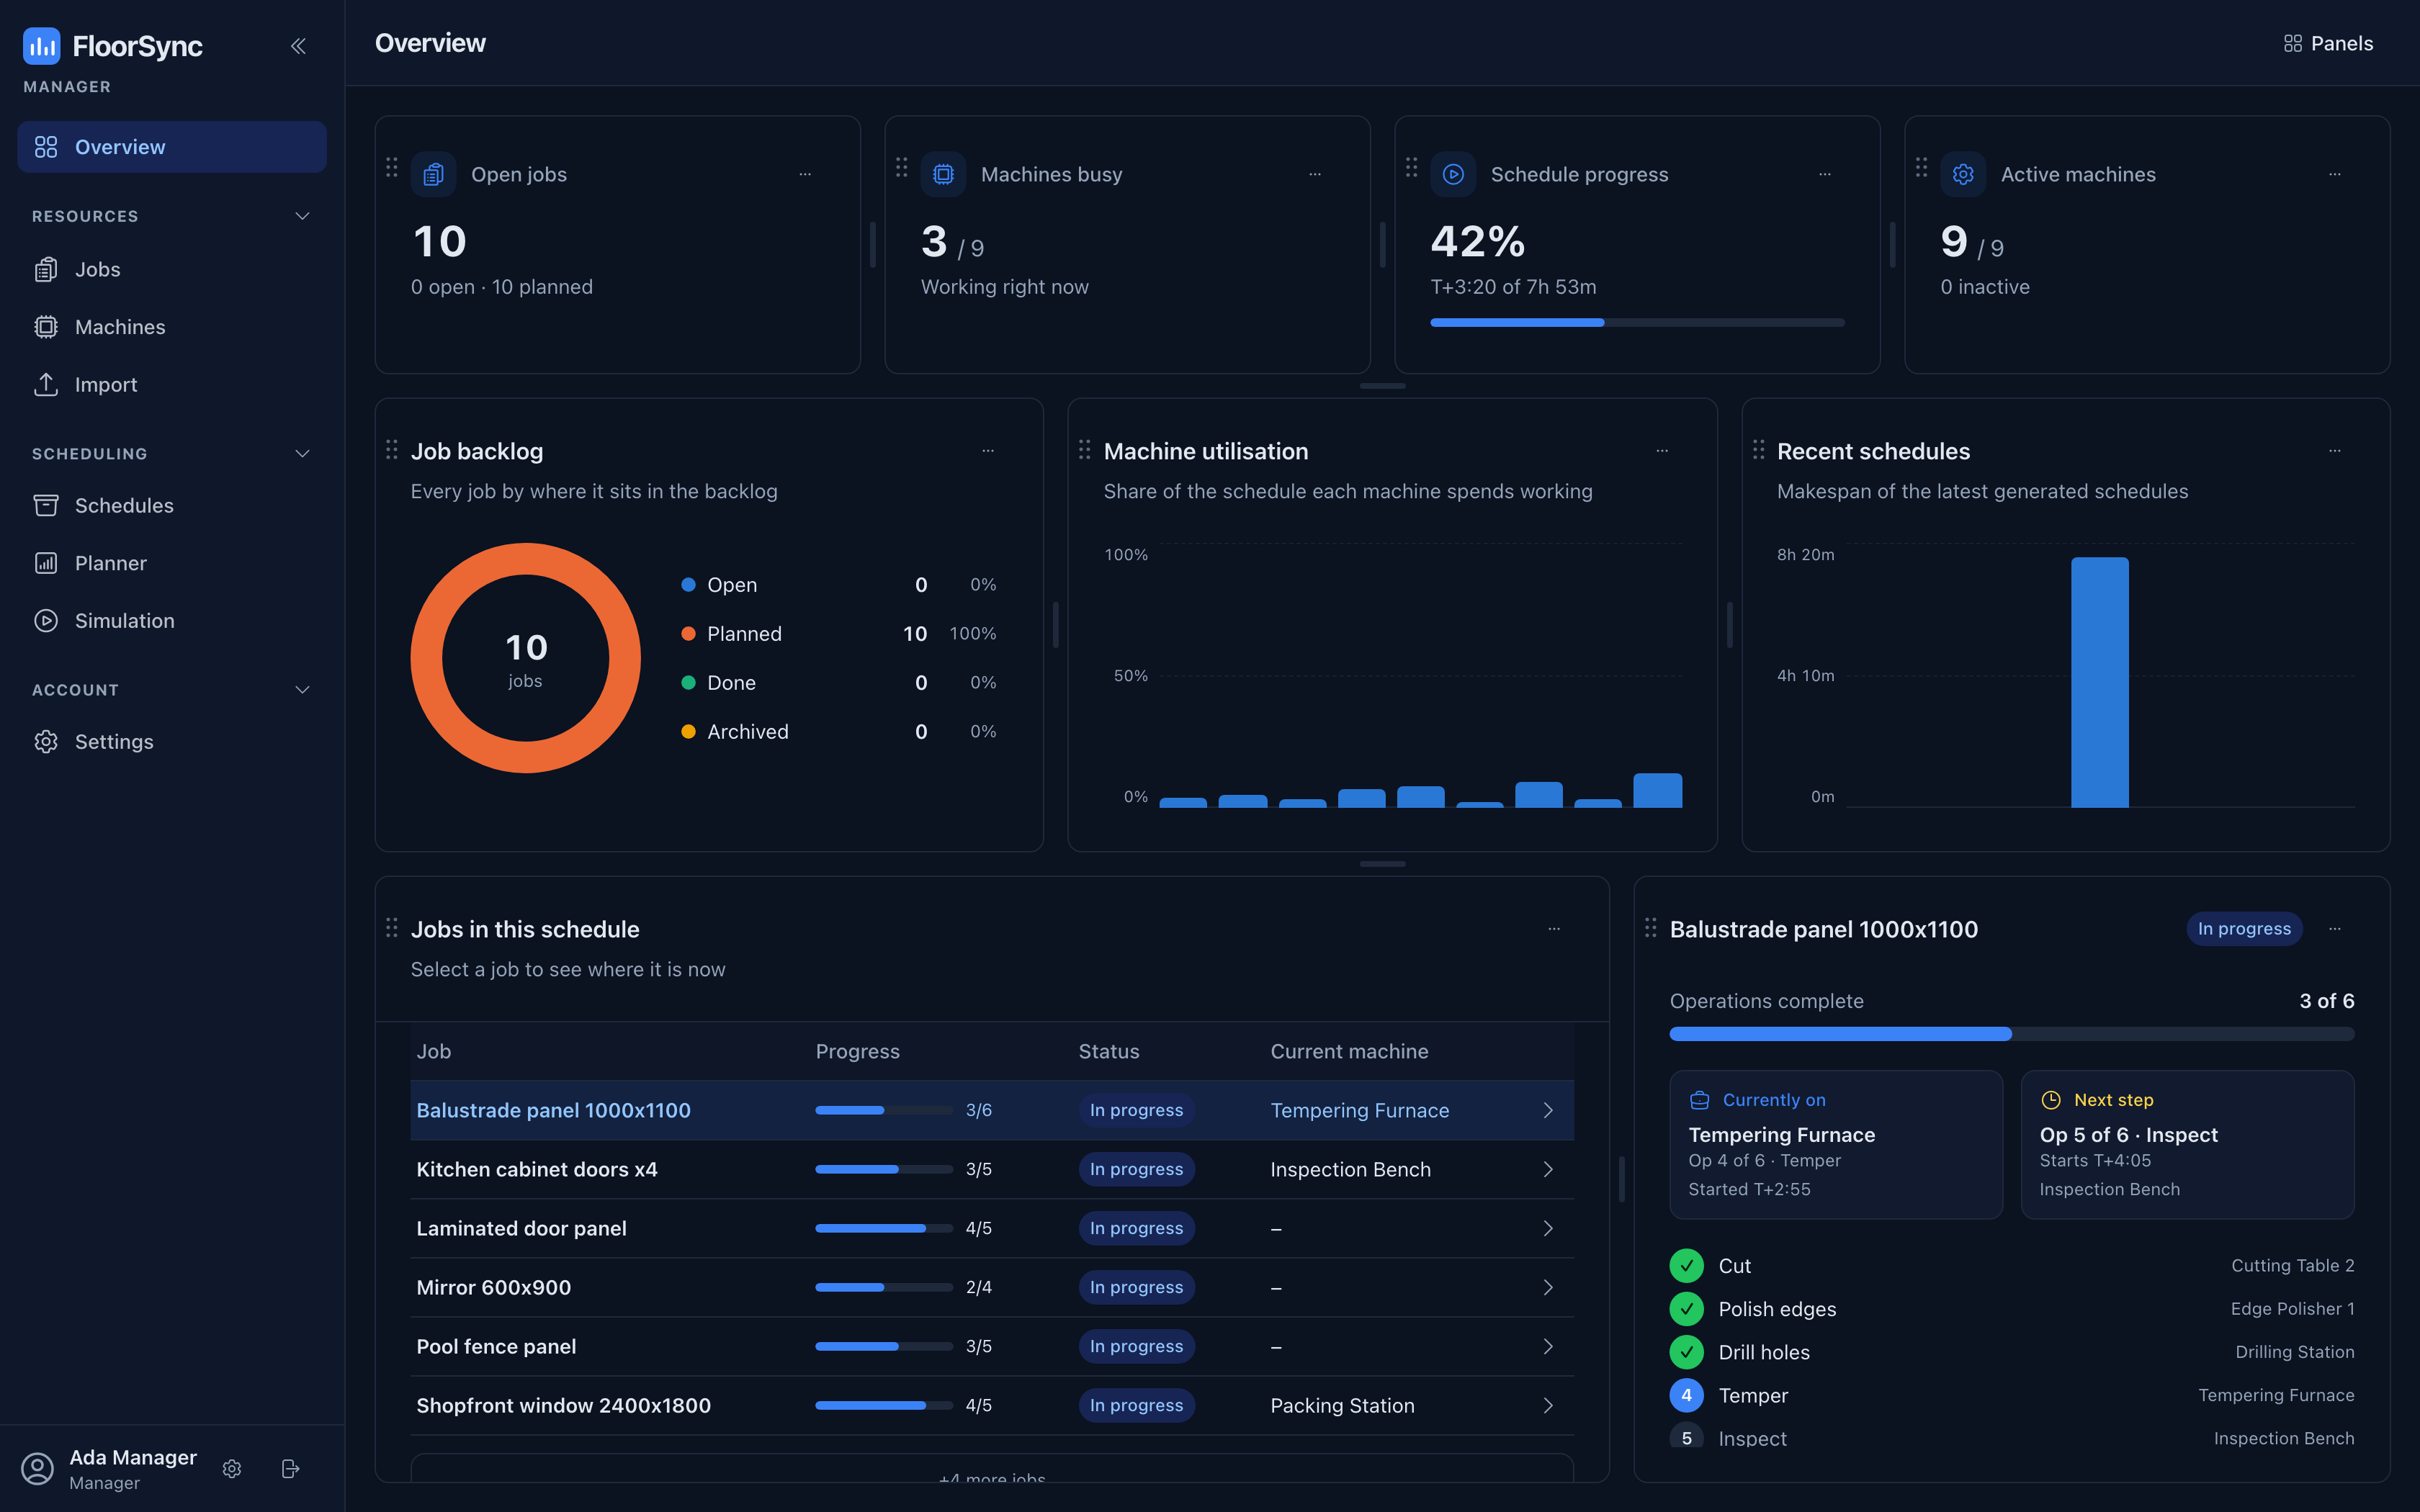 FloorSync
MANAGER
Overview
RESOURCES
Jobs
Machines
Import
SCHEDULING
Schedules
Planner
Simulation
ACCOUNT
Settings
Ada Manager
Manager
Overview
Panels
Open jobs
10
0 open · 10 planned
Machines busy
3 / 9
Working right now
Schedule progress
42%
T+3:20 of 7h 53m
Active machines
9 / 9
0 inactive
Job backlog
Every job by where it sits in the backlog
10
jobs
Open 0 0%
Planned 10 100%
Done 0 0%
Archived 0 0%
Machine utilisation
Share of the schedule each machine spends working
100%
50%
0%
Recent schedules
Makespan of the latest generated schedules
8h 20m
4h 10m
0m
Jobs in this schedule
Select a job to see where it is now
Job Progress Status Current machine
Balustrade panel 1000x1100 3/6 In progress Tempering Furnace
Kitchen cabinet doors x4 3/5 In progress Inspection Bench
Laminated door panel 4/5 In progress –
Mirror 600x900 2/4 In progress –
Pool fence panel 3/5 In progress –
Shopfront window 2400x1800 4/5 In progress Packing Station
+4 more jobs
Balustrade panel 1000x1100 In progress
Operations complete 3 of 6
Currently on
Tempering Furnace
Op 4 of 6 · Temper
Started T+2:55
Next step
Op 5 of 6 · Inspect
Starts T+4:05
Inspection Bench
Cut Cutting Table 2
Polish edges Edge Polisher 1
Drill holes Drilling Station
4 Temper Tempering Furnace
5 Inspect Inspection Bench